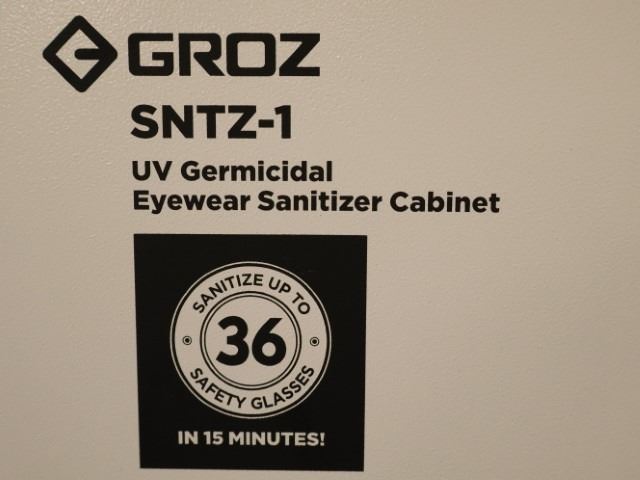 GROZ
SNTZ-1
UV Germicidal
Eyewear Sanitizer Cabinet
SANITIZE UP TO
36
SAFETY GLASSES
IN 15 MINUTES!